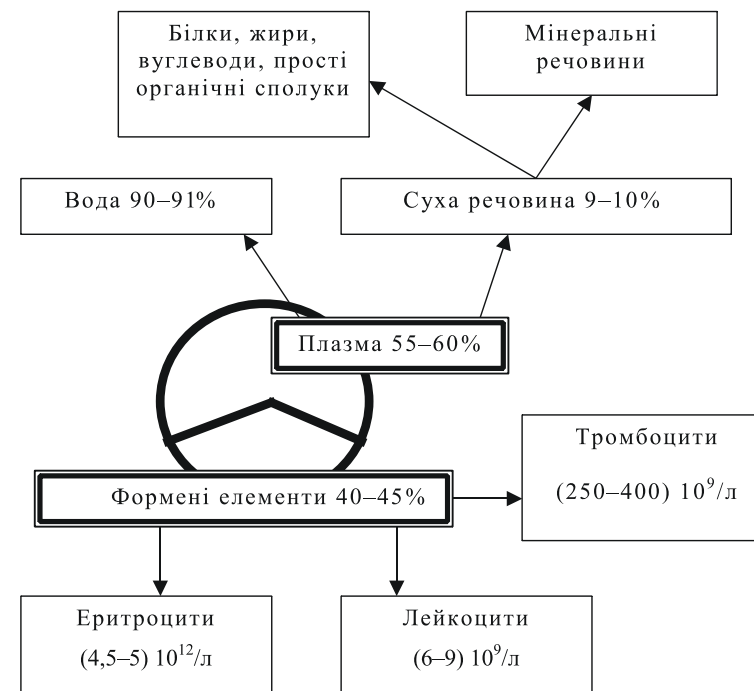 Білки, жири,
вуглеводи, прості
органічні сполуки
Мінеральні
речовини
Вода 90–91%
Суха речовина 9–10%
Плазма 55–60%
Тромбоцити
(250–400) 10⁹/л
Формені елементи 40–45%
Еритроцити
(4,5–5) 10¹²/л
Лейкоцити
(6–9) 10⁹/л